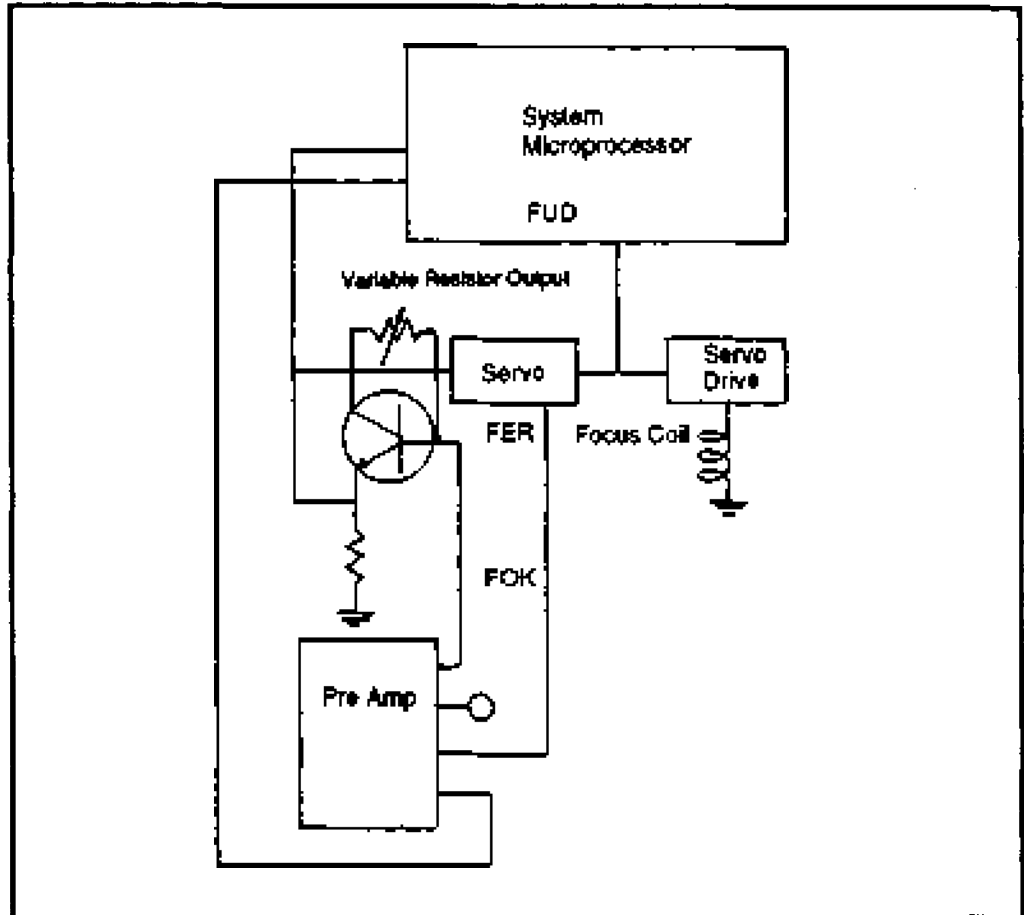 System
Microprocessor
FUD
Variable Resistor Output
Servo
Servo
Drive
FER
Focus Coil
FOK
Pre Amp